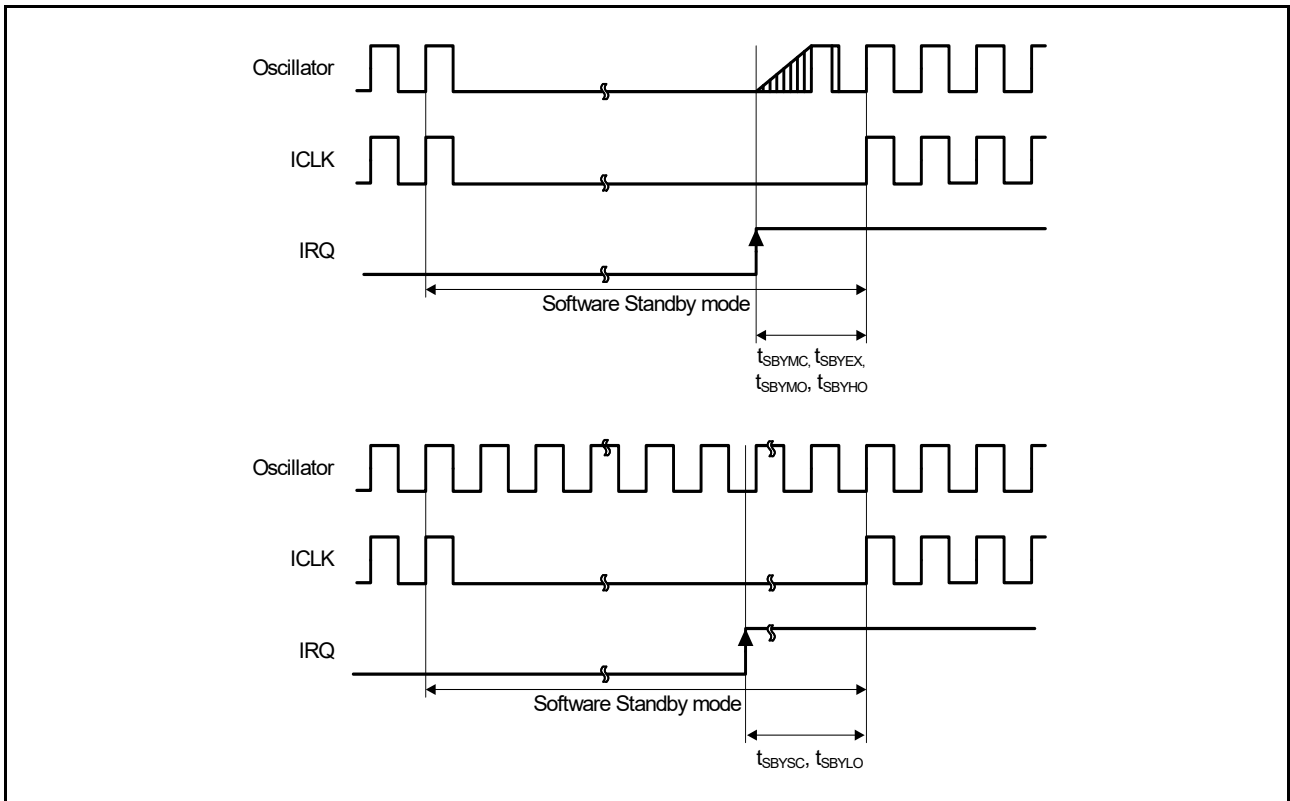 Oscillator
ICLK
IRQ
Software Standby mode
tSBYMC, tSBYEX,
tSBYMO, tSBYHO
Oscillator
ICLK
IRQ
Software Standby mode
tSBYSC, tSBYLO